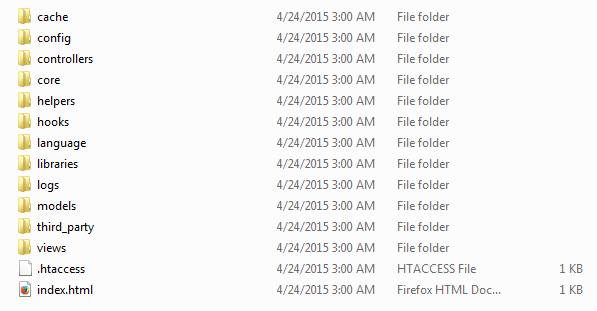 cache 4/24/2015 3:00 AM File folder
config 4/24/2015 3:00 AM File folder
controllers 4/24/2015 3:00 AM File folder
core 4/24/2015 3:00 AM File folder
helpers 4/24/2015 3:00 AM File folder
hooks 4/24/2015 3:00 AM File folder
language 4/24/2015 3:00 AM File folder
libraries 4/24/2015 3:00 AM File folder
logs 4/24/2015 3:00 AM File folder
models 4/24/2015 3:00 AM File folder
third_party 4/24/2015 3:00 AM File folder
views 4/24/2015 3:00 AM File folder
.htaccess 4/24/2015 3:00 AM HTACCESS File 1 KB
index.html 4/24/2015 3:00 AM Firefox HTML Doc... 1 KB